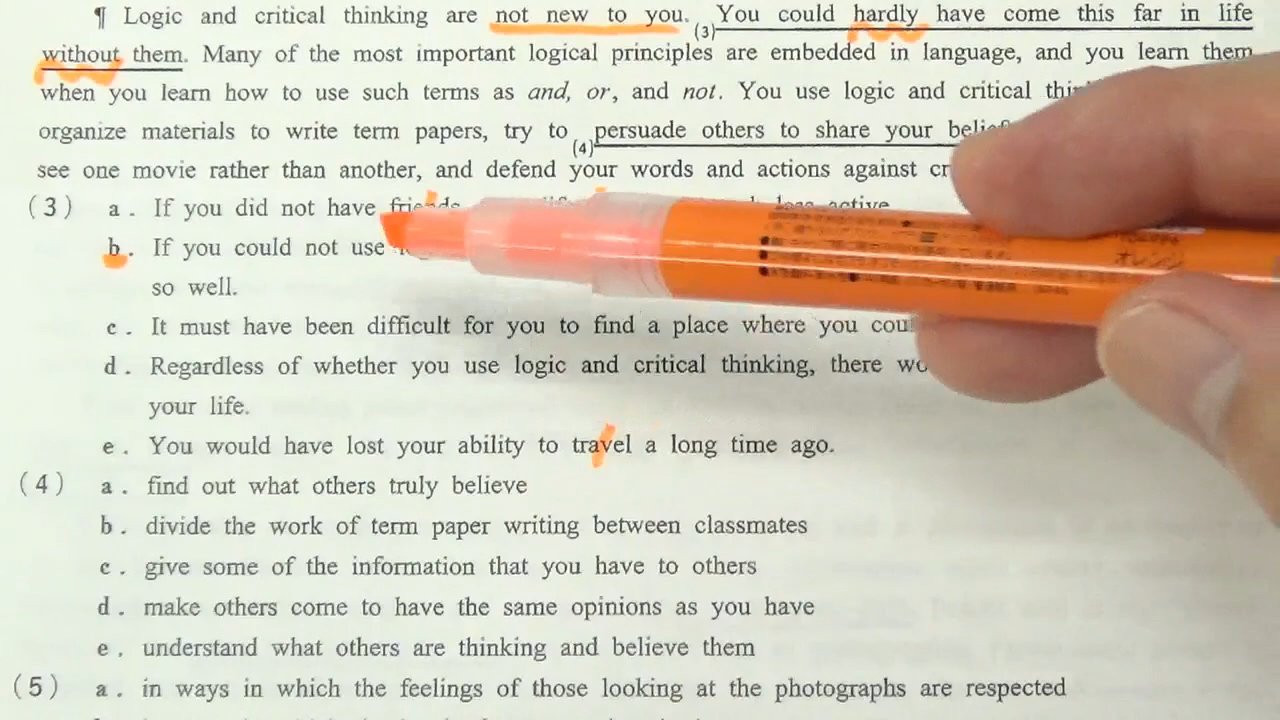 ¶ Logic and critical thinking are not new to you. (3)You could hardly have come this far in life
without them. Many of the most important logical principles are embedded in language, and you learn them
when you learn how to use such terms as and, or, and not. You use logic and critical
organize materials to write term papers, try to (4)persuade others to share your
see one movie rather than another, and defend your words and actions against
(3) a. If you did not have friends active
b. If you could not use
so well.
c. It must have been difficult for you to find a place where you
d. Regardless of whether you use logic and critical thinking, there
your life.
e. You would have lost your ability to travel a long time ago.
(4) a. find out what others truly believe
b. divide the work of term paper writing between classmates
c. give some of the information that you have to others
d. make others come to have the same opinions as you have
e. understand what others are thinking and believe them
(5) a. in ways in which the feelings of those looking at the photographs are respected
オレンジ